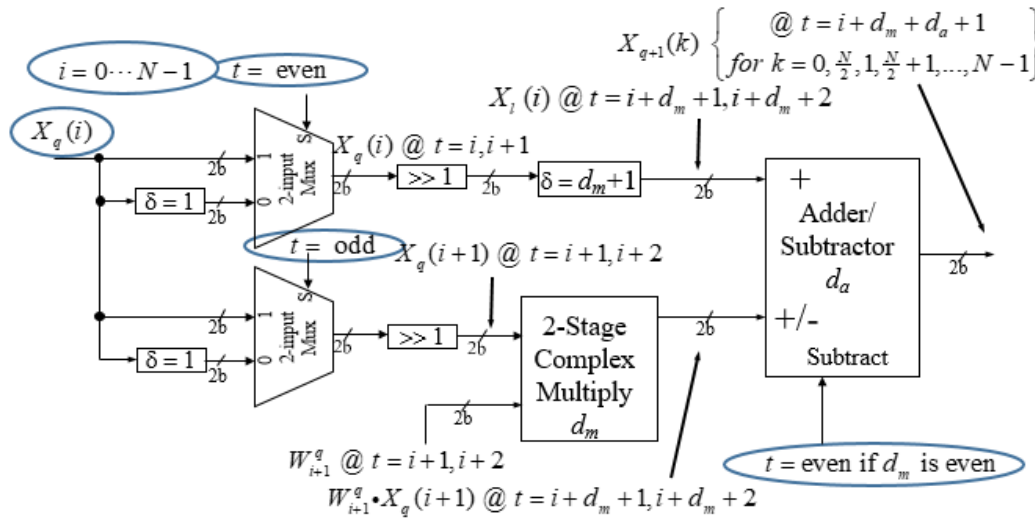 X_{q+1}(k) { @ t = i + d_m + d_a + 1
for k = 0, N/2, 1, N/2 + 1, ..., N − 1 }
i = 0⋯N − 1
t = even
X_l (i) @ t = i + d_m + 1, i + d_m + 2
X_q (i)
S
X_q (i) @ t = i, i + 1
1
2-input
Mux
0
2b
2b
2b
>> 1
2b
δ = d_m+1
2b
δ = 1
+
Adder/
Subtractor
d_a
2b
+/-
Subtract
t = odd
X_q (i + 1) @ t = i + 1, i + 2
S
1
2-input
Mux
0
2b
2b
2b
>> 1
2b
δ = 1
2-Stage
Complex
Multiply
d_m
2b
2b
W^q_{i+1} @ t = i + 1, i + 2
t = even if d_m is even
W^q_{i+1} • X_q (i + 1) @ t = i + d_m + 1, i + d_m + 2